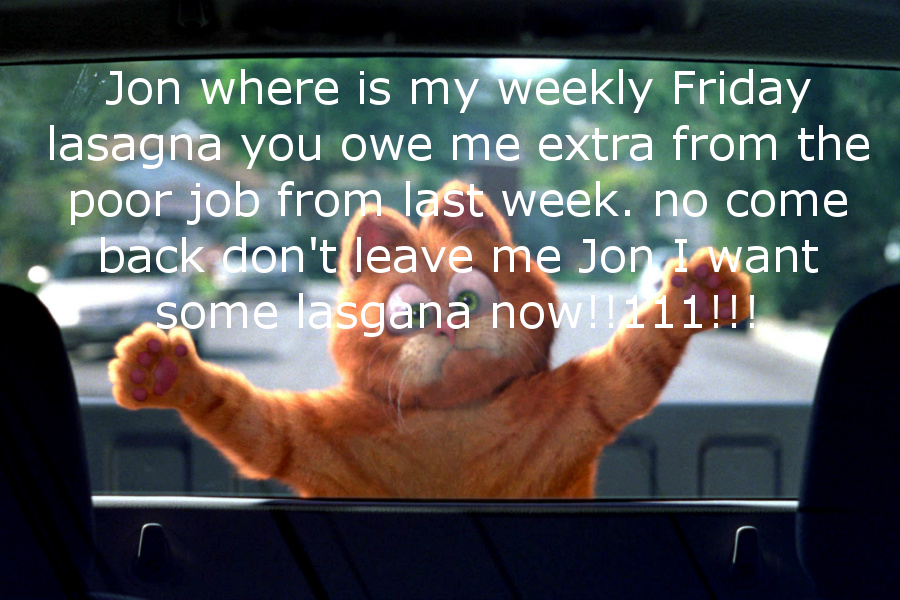 Jon where is my weekly Friday
lasagna you owe me extra from the
poor job from last week. no come
back don't leave me Jon I want
some lasgana now!!111!!!